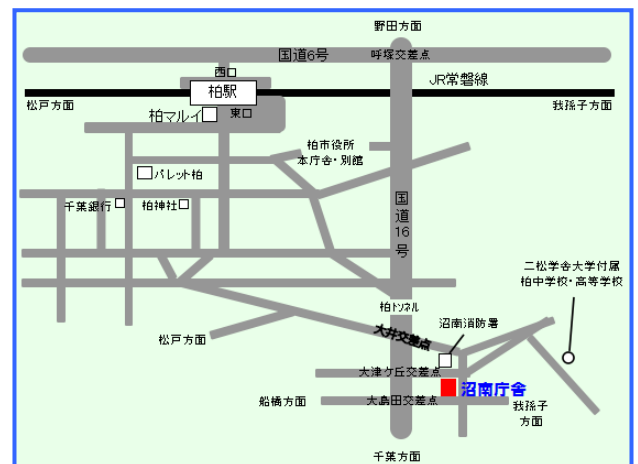 野田方面
国道6号
呼塚交差点
西口
JR常磐線
柏駅
松戸方面
我孫子方面
柏マルイ
東口
柏市役所
本庁舎・別館
パレット柏
国道16号
千葉銀行
柏神社
二松学舎大学付属
柏中学校・高等学校
柏トンネル
沼南消防署
大井交差点
松戸方面
大津ケ丘交差点
沼南庁舎
船橋方面
大島田交差点
我孫子
方面
千葉方面